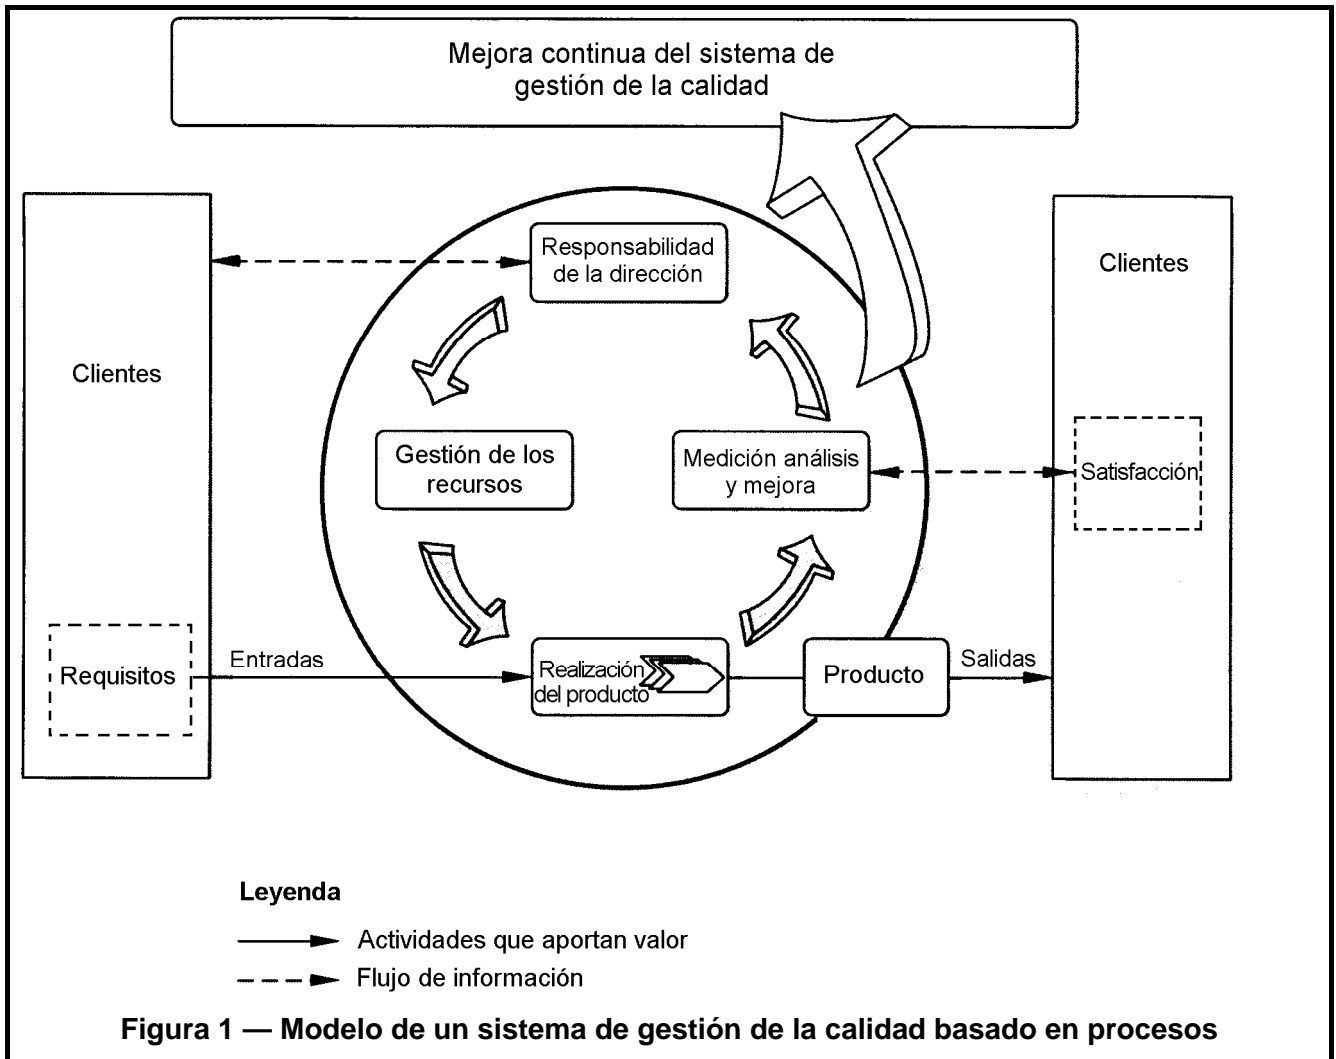 Mejora continua del sistema de
gestión de la calidad
Responsabilidad
de la dirección
Clientes
Clientes
Gestión de los
recursos
Medición análisis
y mejora
Satisfacción
Requisitos
Entradas
Realización
del producto
Producto
Salidas
Leyenda
Actividades que aportan valor
Flujo de información
Figura 1 — Modelo de un sistema de gestión de la calidad basado en procesos